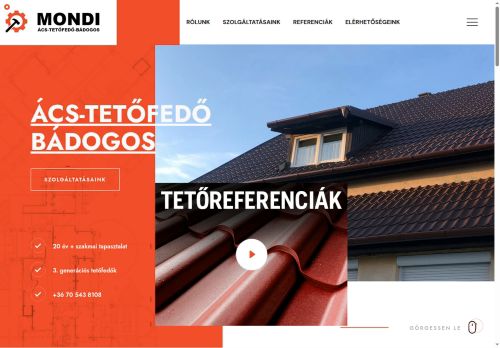 MONDI
ÁCS-TETŐFEDŐ-BÁDOGOS
RÓLUNK SZOLGÁLTATÁSAINK REFERENCIÁK ELÉRHETŐSÉGEINK
ÁCS-TETŐFEDŐ
BÁDOGOS
SZOLGÁLTATÁSAINK
TETŐREFERENCIÁK
20 év + szakmai tapasztalat
3. generációs tetőfedők
+36 70 543 8108
GÖRGESSEN LE